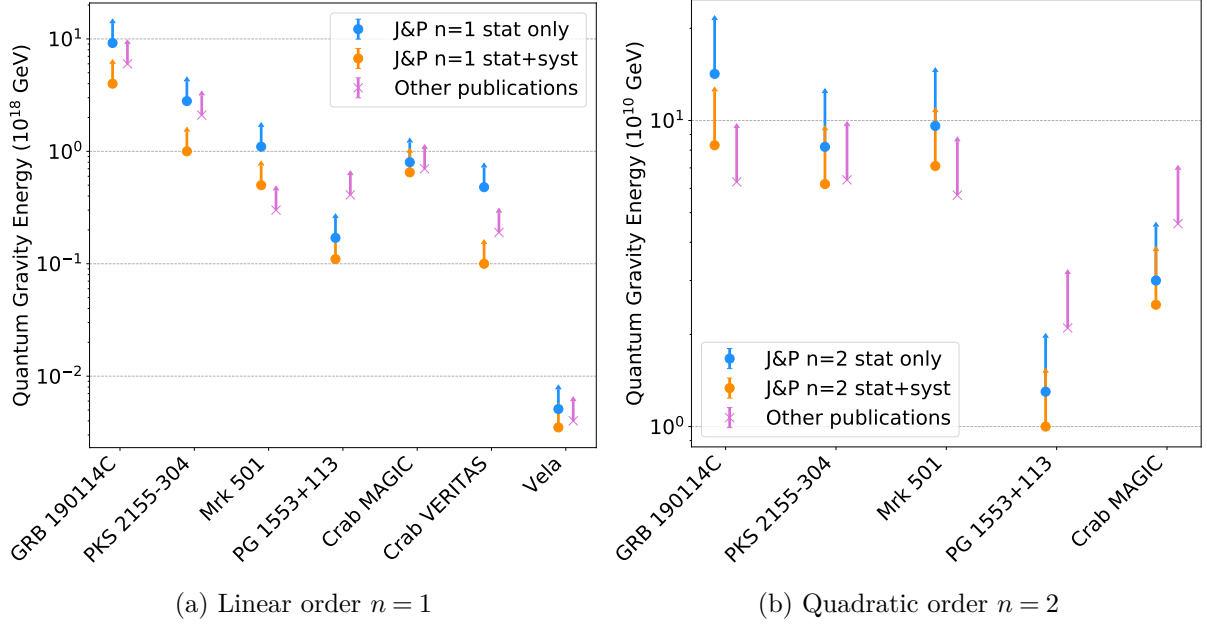 Quantum Gravity Energy (10^18 GeV)
10^1
10^0
10^−1
10^−2
J&P n=1 stat only
J&P n=1 stat+syst
Other publications
GRB 190114C
PKS 2155-304
Mrk 501
PG 1553+113
Crab MAGIC
Crab VERITAS
Vela
(a) Linear order n = 1
Quantum Gravity Energy (10^10 GeV)
10^1
10^0
J&P n=2 stat only
J&P n=2 stat+syst
Other publications
GRB 190114C
PKS 2155-304
Mrk 501
PG 1553+113
Crab MAGIC
(b) Quadratic order n = 2